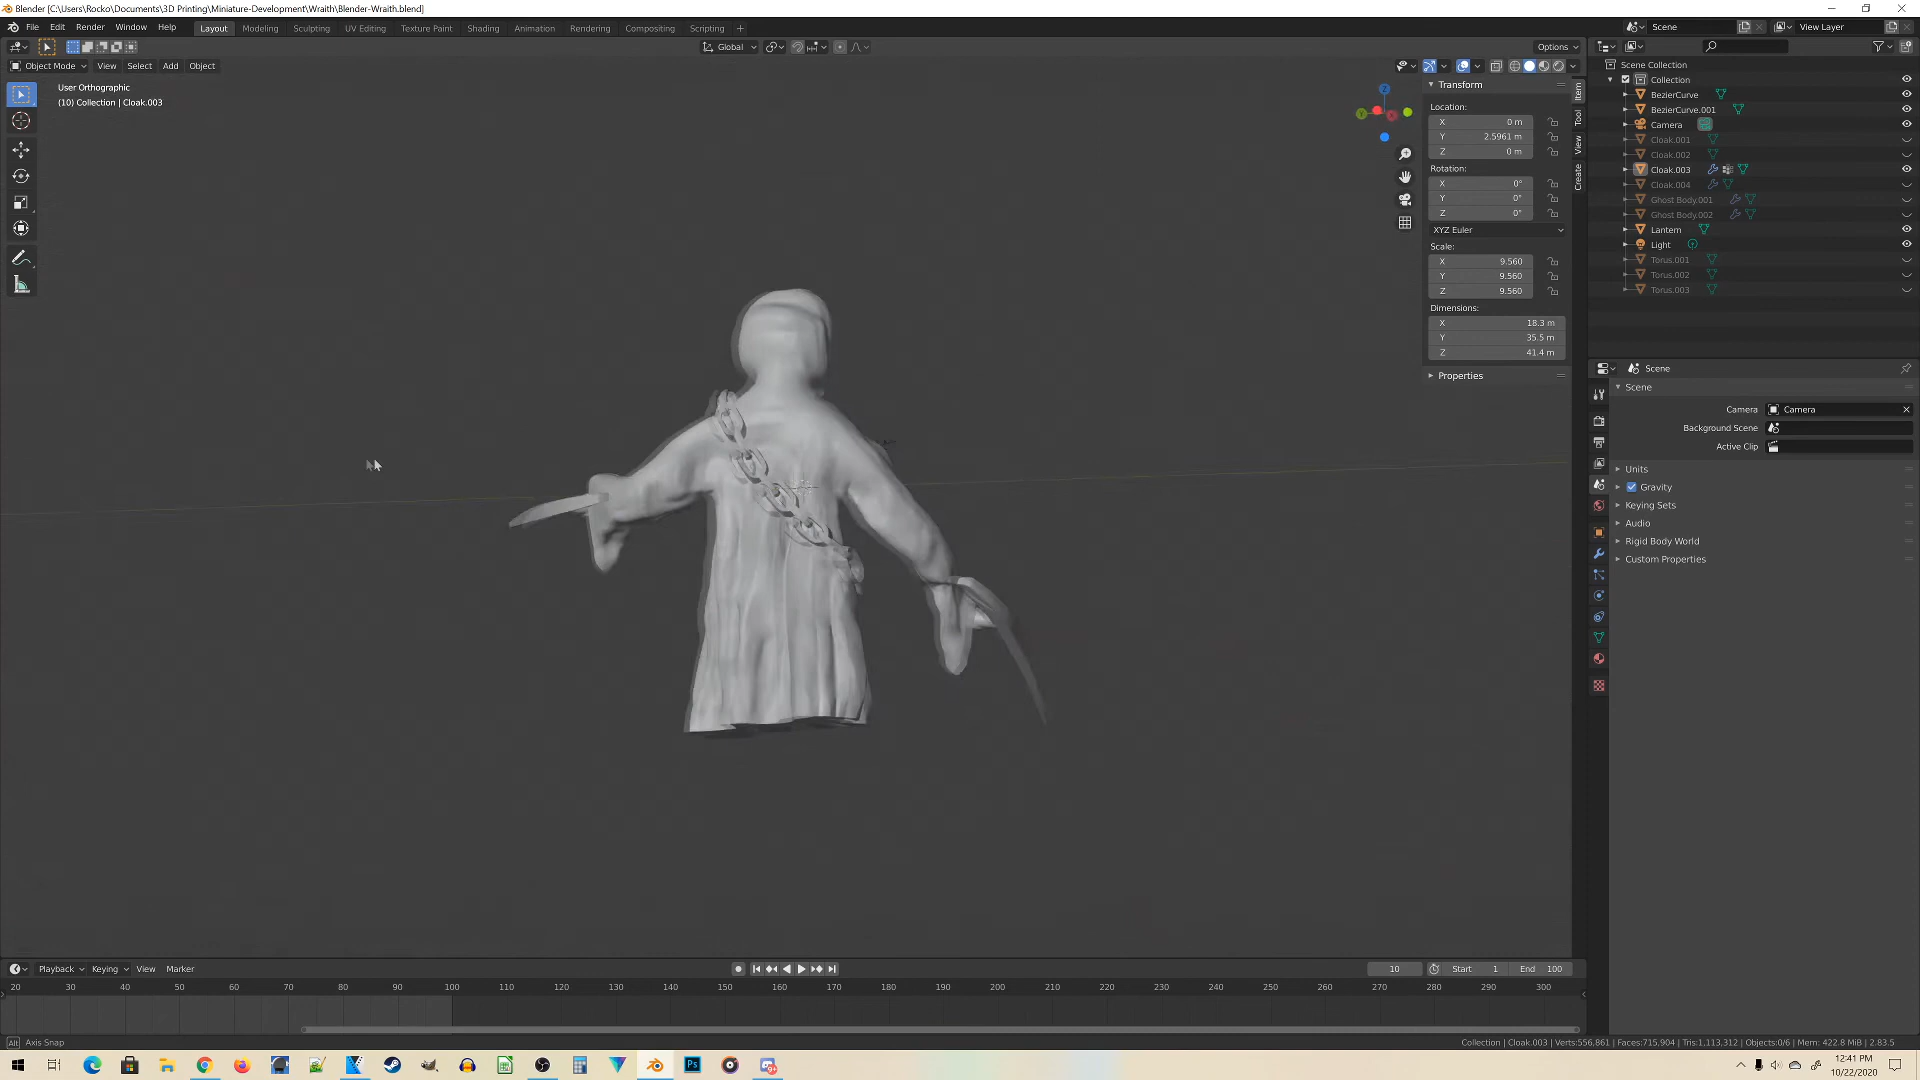 Blender [C:\Users\Rocko\Documents\3D Printing\Miniature-Development\Wraith\Blender-Wraith.blend]
File Edit Render Window Help Layout Modeling Sculpting UV Editing Texture Paint Shading Animation Rendering Compositing Scripting + Scene View Layer
Global Options
Object Mode View Select Add Object
User Orthographic
(10) Collection | Cloak.003
Transform
Location:
X 0 m
Y 2.5961 m
Z 0 m
Rotation:
X 0°
Y 0°
Z 0°
XYZ Euler
Scale:
X 9.560
Y 9.560
Z 9.560
Dimensions:
X 18.3 m
Y 35.5 m
Z 41.4 m
Properties
Item
Tool
View
Create
Scene Collection
Collection
BezierCurve
BezierCurve.001
Camera
Cloak.001
Cloak.002
Cloak.003
Cloak.004
Ghost Body.001
Ghost Body.002
Lantern
Light
Torus.001
Torus.002
Torus.003
Scene
Scene
Camera Camera
Background Scene
Active Clip
Units
Gravity
Keying Sets
Audio
Rigid Body World
Custom Properties
Playback Keying View Marker 10 Start 1 End 100
20 30 40 50 60 70 80 90 100 110 120 130 140 150 160 170 180 190 200 210 220 230 240 250 260 270 280 290 300
Alt Axis Snap
Collection | Cloak.003 | Verts:556,861 | Faces:715,904 | Tris:1,113,312 | Objects:0/6 | Mem: 422.8 MiB | 2.83.5
12:41 PM
10/22/2020